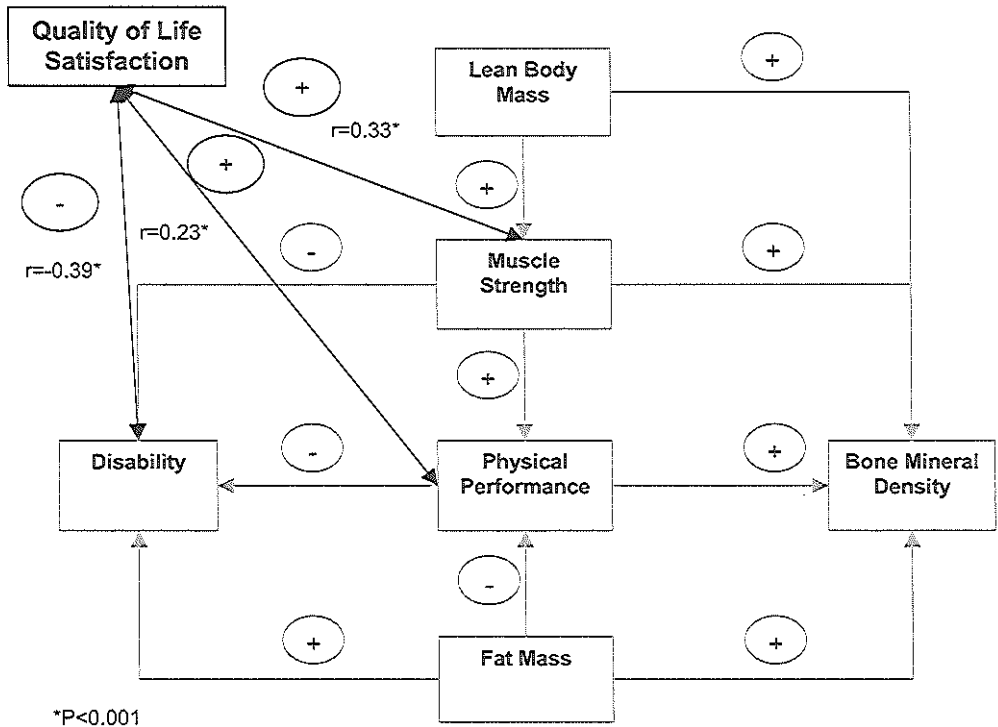 Quality of Life
Satisfaction
Lean Body
Mass
+
+
r=0.33*
+
+
-
r=0.23*
r=-0.39*
-
Muscle
Strength
+
+
Disability
-
Physical
Performance
+
Bone Mineral
Density
-
+
Fat Mass
+
*P<0.001